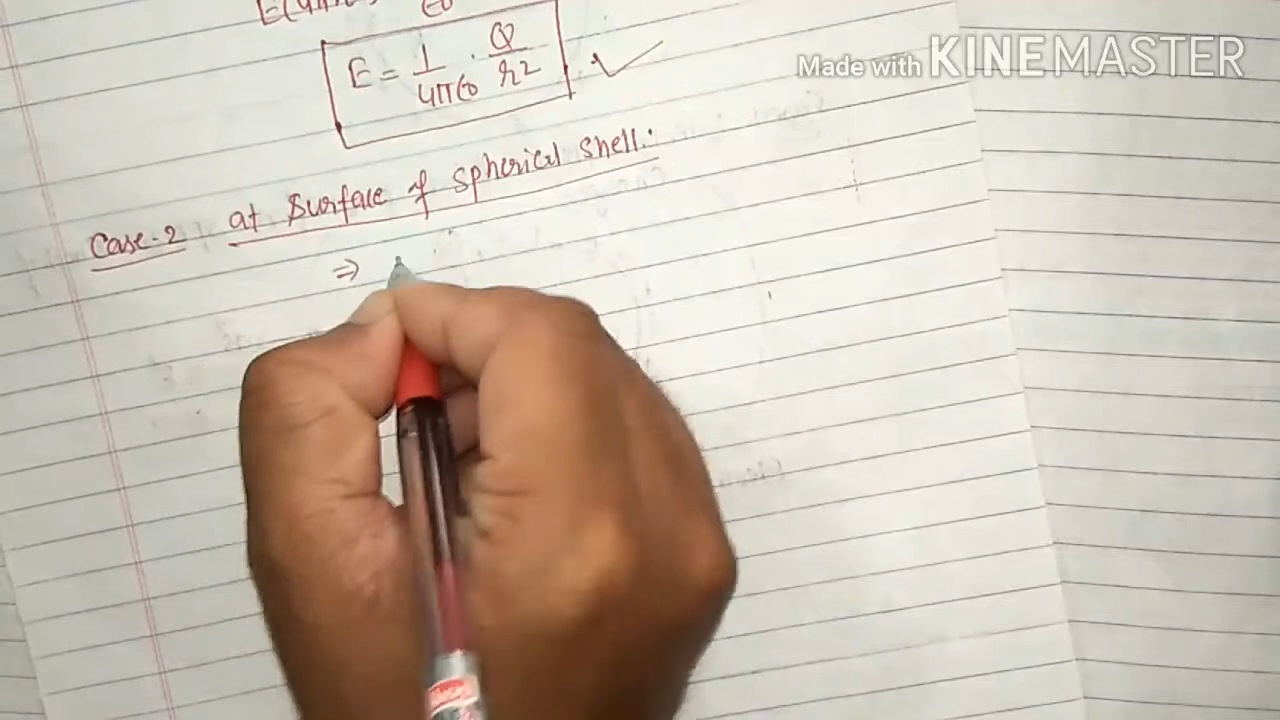 Made with KINEMASTER
E = 1/4πϵ0 · Q/r2
Case-2 at Surface of Spherical Shell:
⇒